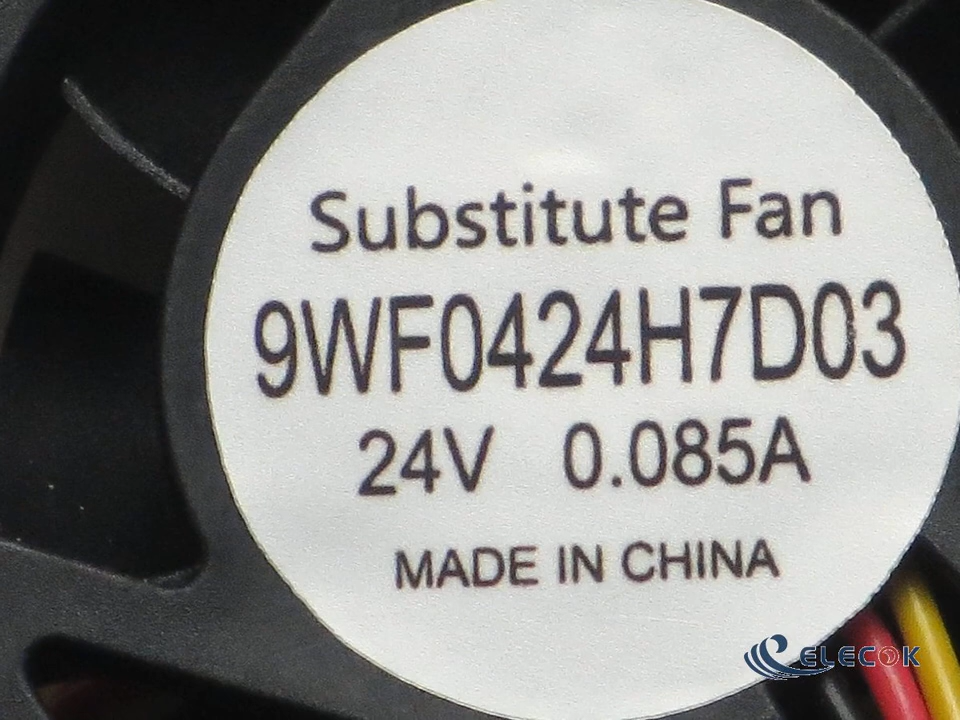 Substitute Fan
9WF0424H7D03
24V 0.085A
MADE IN CHINA
ELECOK